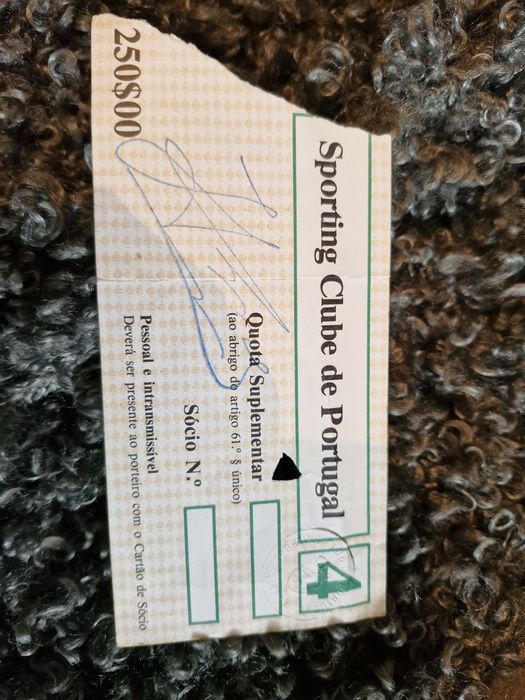 Sporting Clube de Portugal
4
Quota Suplementar
(ao abrigo do artigo 61.º § único)
Sócio N.º
250$00
Pessoal e intransmissível
Deverá ser presente ao porteiro com o Cartão de Sócio